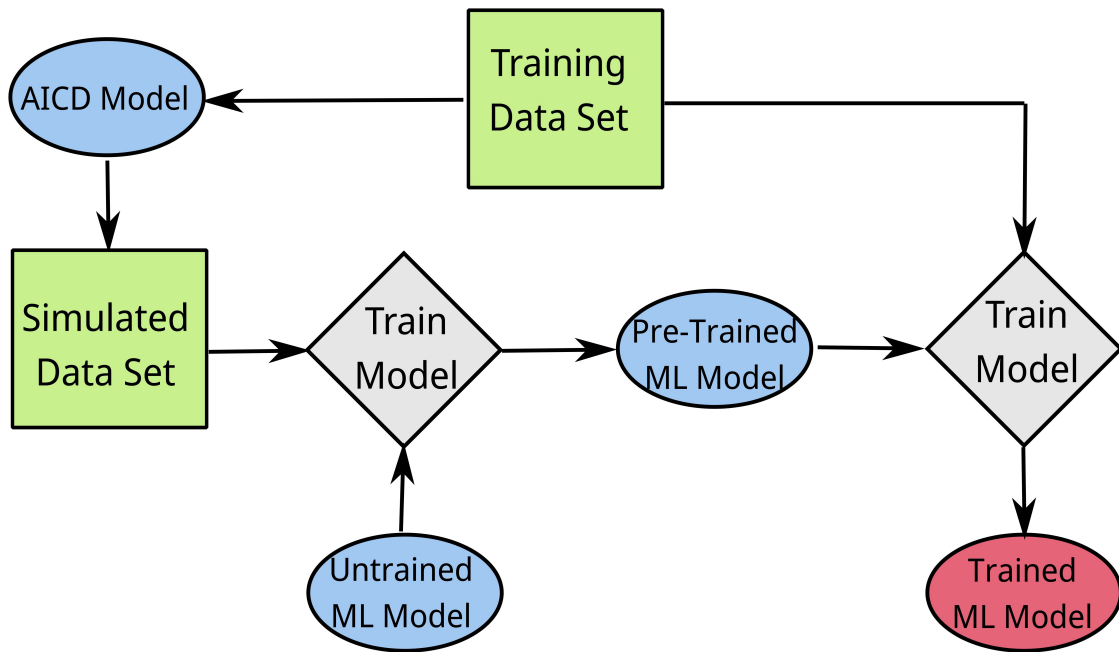 Training
Data Set
AICD Model
Simulated
Data Set
Train
Model
Pre-Trained
ML Model
Train
Model
Untrained
ML Model
Trained
ML Model